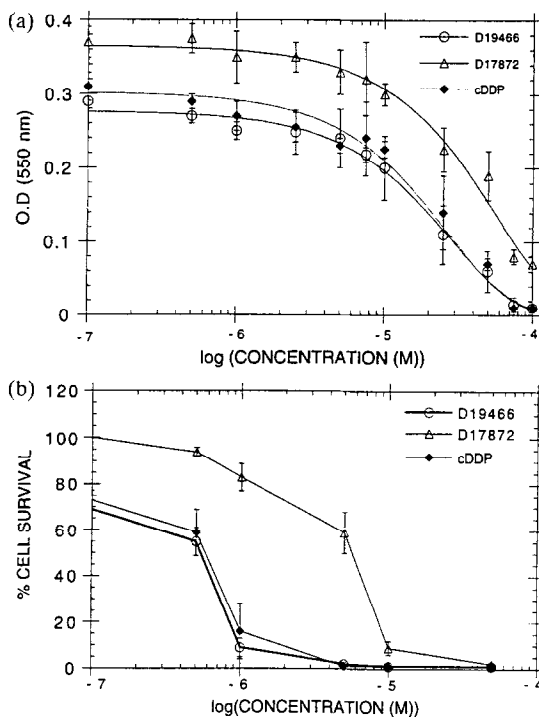 (a)
0.4
0.3
0.2
0.1
0
O.D (550 nm)
D19466
D17872
cDDP
-7
-6
-5
-4
log (CONCENTRATION (M))
(b)
120
100
80
60
40
20
0
% CELL SURVIVAL
D19466
D17872
cDDP
-7
-6
-5
-4
log(CONCENTRATION (M))